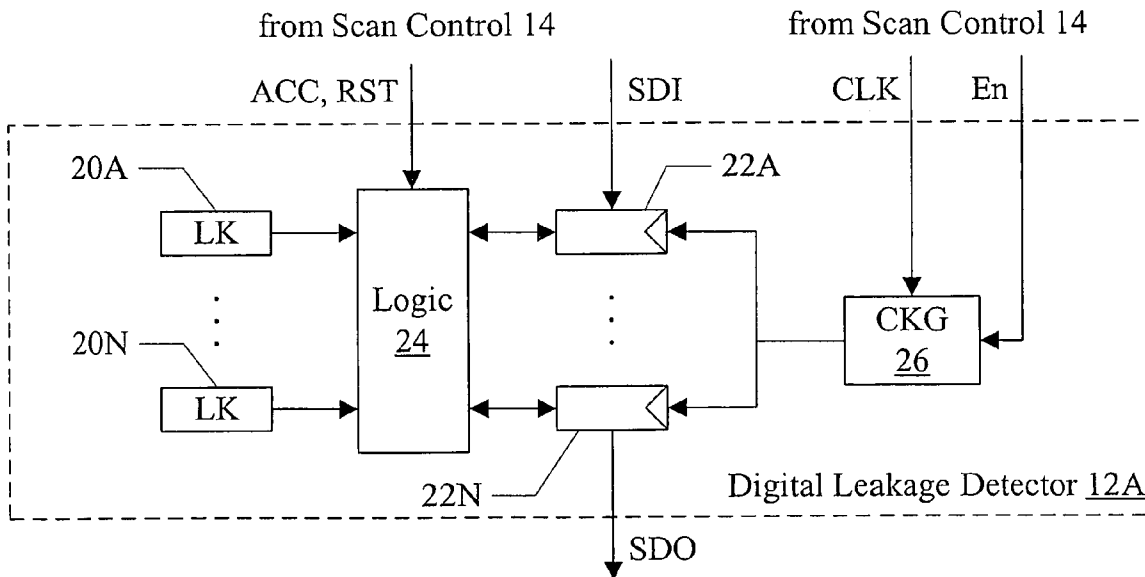 from Scan Control 14
from Scan Control 14
ACC, RST
SDI
CLK
En
20A
22A
LK
Logic
24
CKG
26
20N
LK
22N
Digital Leakage Detector 12A
SDO